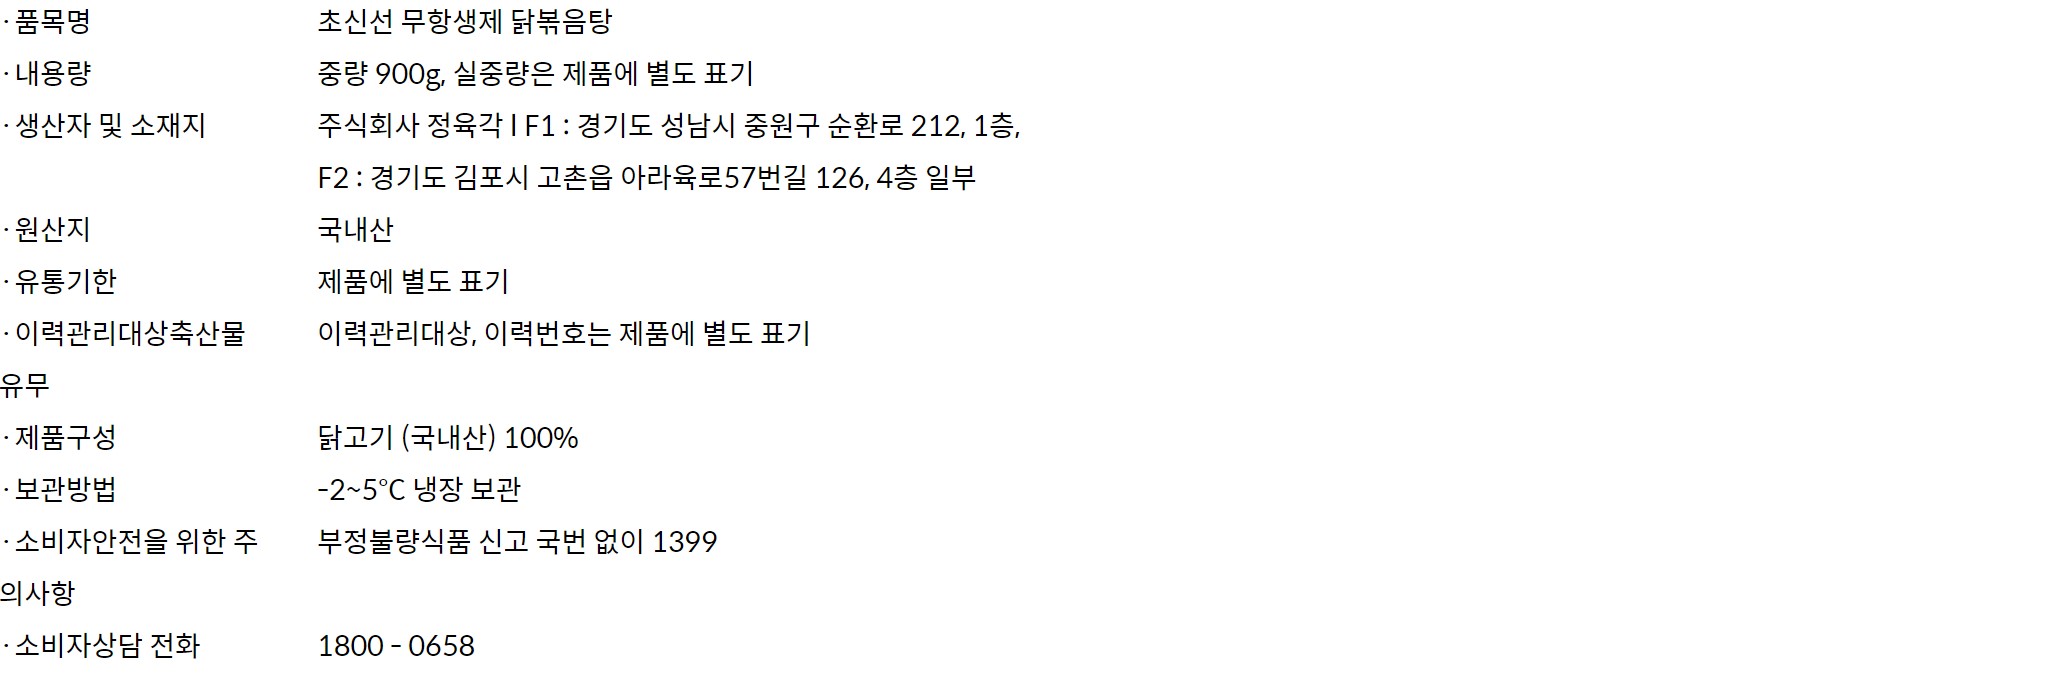 · 품목명 초신선 무항생제 닭볶음탕
· 내용량 중량 900g, 실중량은 제품에 별도 표기
· 생산자 및 소재지 주식회사 정육각 I F1 : 경기도 성남시 중원구 순환로 212, 1층,
F2 : 경기도 김포시 고촌읍 아라육로57번길 126, 4층 일부
· 원산지 국내산
· 유통기한 제품에 별도 표기
· 이력관리대상축산물 이력관리대상, 이력번호는 제품에 별도 표기
유무
· 제품구성 닭고기 (국내산) 100%
· 보관방법 -2~5℃ 냉장 보관
· 소비자안전을 위한 주 부정불량식품 신고 국번 없이 1399
의사항
· 소비자상담 전화 1800 - 0658